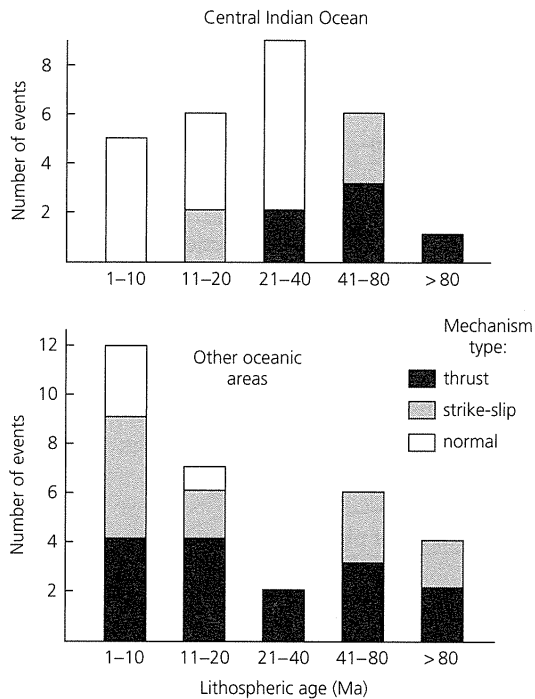 Central Indian Ocean
Number of events
8
6
4
2
1–10 11–20 21–40 41–80 >80
Other oceanic
areas
Mechanism
type:
thrust
strike-slip
normal
Number of events
12
10
8
6
4
2
1–10 11–20 21–40 41–80 >80
Lithospheric age (Ma)